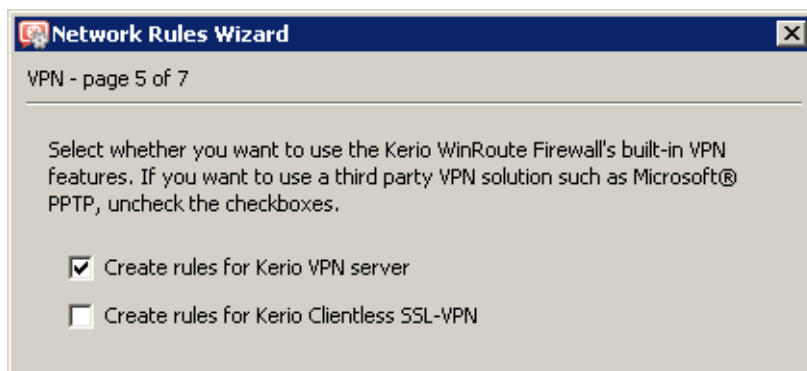 Network Rules Wizard
VPN - page 5 of 7
Select whether you want to use the Kerio WinRoute Firewall's built-in VPN
features. If you want to use a third party VPN solution such as Microsoft®
PPTP, uncheck the checkboxes.
Create rules for Kerio VPN server
Create rules for Kerio Clientless SSL-VPN